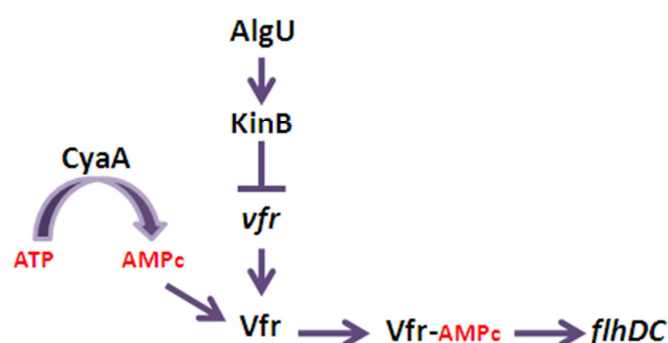 AlgU
KinB
CyaA
vfr
ATP
AMPc
Vfr
Vfr-AMPc
flhDC